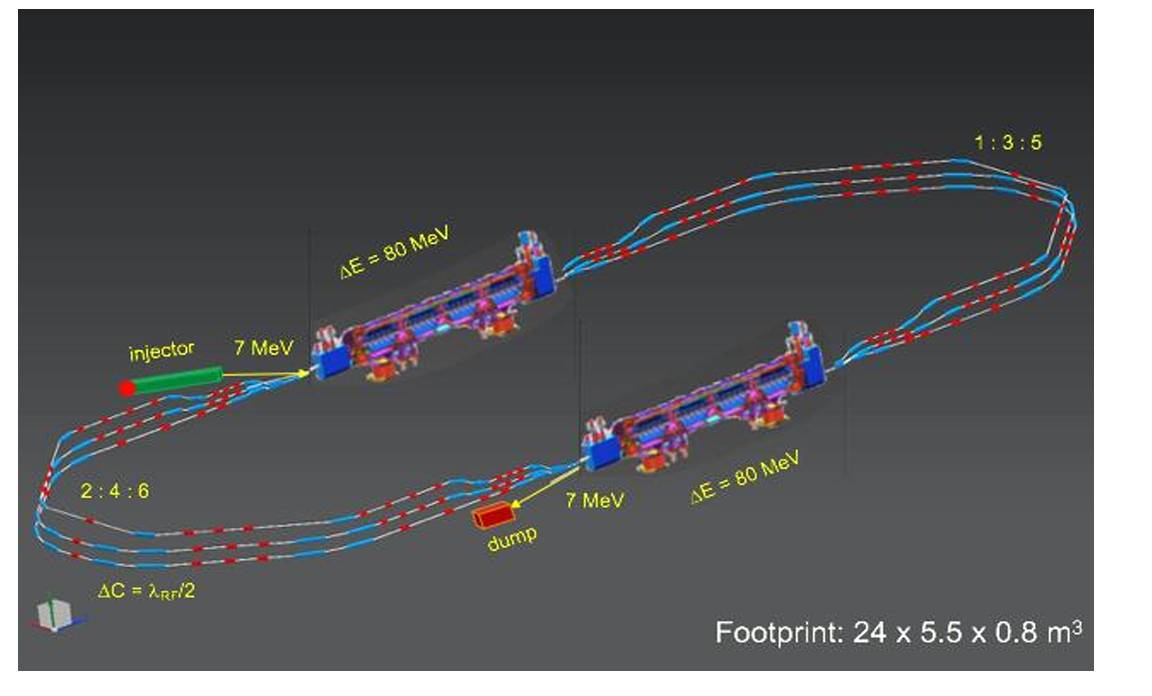 1 : 3 : 5
ΔE = 80 MeV
injector
7 MeV
2 : 4 : 6
ΔE = 80 MeV
7 MeV
dump
ΔC = λRF/2
Footprint: 24 x 5.5 x 0.8 m³